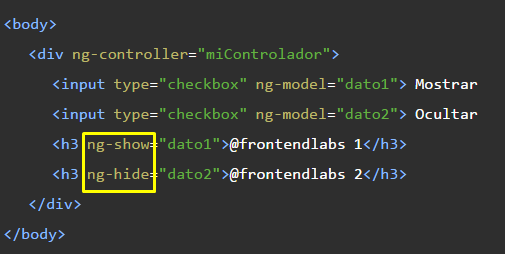 <body>
<div ng-controller="miControlador">
<input type="checkbox" ng-model="dato1"> Mostrar
<input type="checkbox" ng-model="dato2"> Ocultar
<h3 ng-show="dato1">@frontendlabs 1</h3>
<h3 ng-hide="dato2">@frontendlabs 2</h3>
</div>
</body>